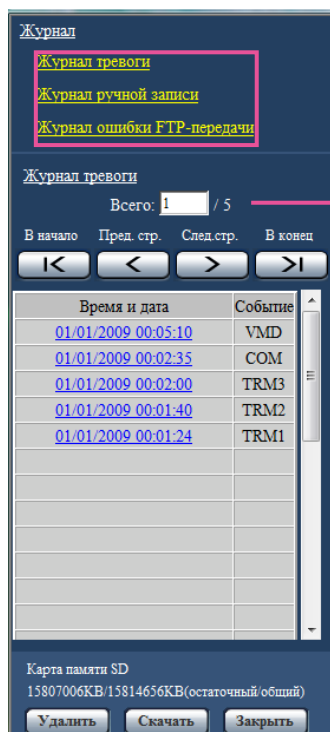 Журнал
Журнал тревоги
Журнал ручной записи
Журнал ошибки FTP-передачи
Журнал тревоги
Всего: 1 / 5
В начало Пред. стр. След.стр. В конец
Время и дата Событие
01/01/2009 00:05:10 VMD
01/01/2009 00:02:35 COM
01/01/2009 00:02:00 TRM3
01/01/2009 00:01:40 TRM2
01/01/2009 00:01:24 TRM1
Карта памяти SD
15807006KB/15814656KB(остаточный/общий)
Удалить Скачать Закрыть